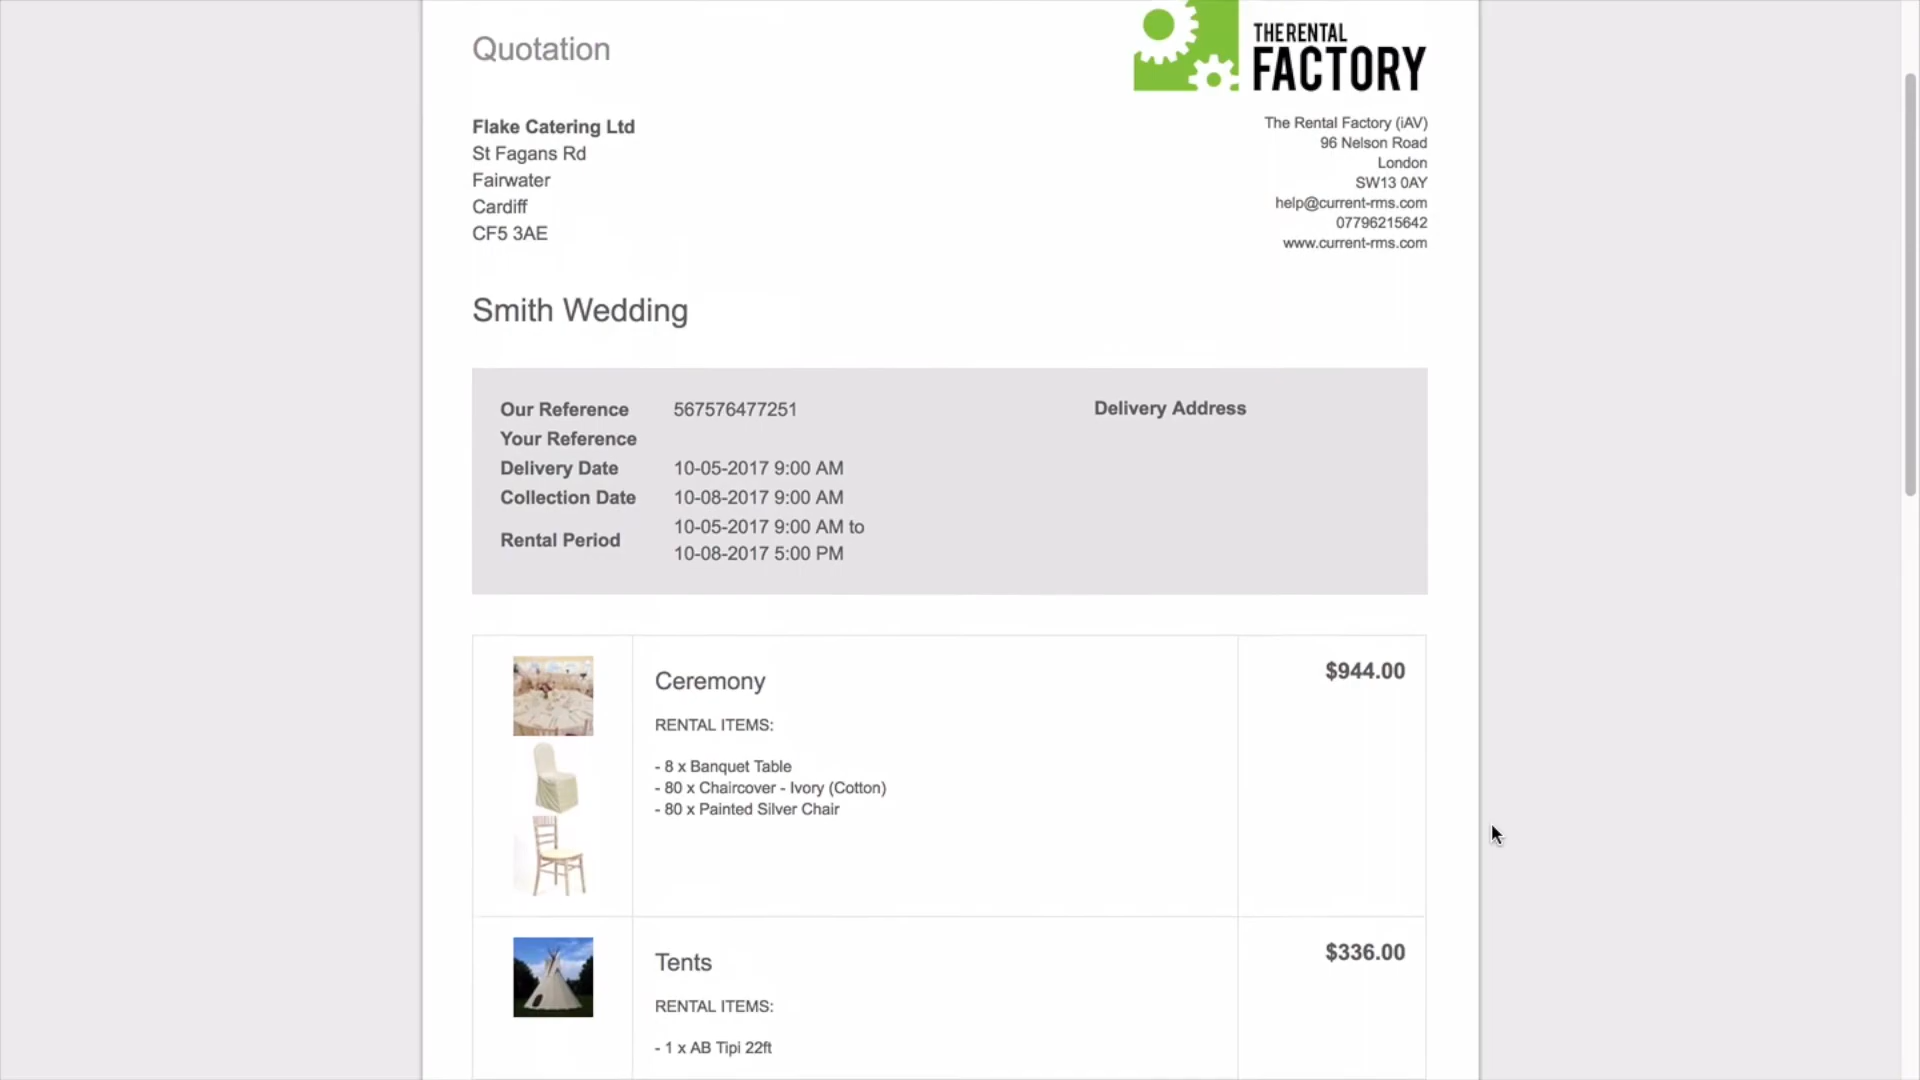 Quotation
THE RENTAL
FACTORY
Flake Catering Ltd
St Fagans Rd
Fairwater
Cardiff
CF5 3AE
The Rental Factory (iAV)
96 Nelson Road
London
SW13 0AY
help@current-rms.com
07796215642
www.current-rms.com
Smith Wedding
Our Reference 567576477251
Your Reference
Delivery Date 10-05-2017 9:00 AM
Collection Date 10-08-2017 9:00 AM
Rental Period 10-05-2017 9:00 AM to
10-08-2017 5:00 PM
Delivery Address
Ceremony $944.00
RENTAL ITEMS:
- 8 x Banquet Table
- 80 x Chaircover - Ivory (Cotton)
- 80 x Painted Silver Chair
Tents $336.00
RENTAL ITEMS:
- 1 x AB Tipi 22ft